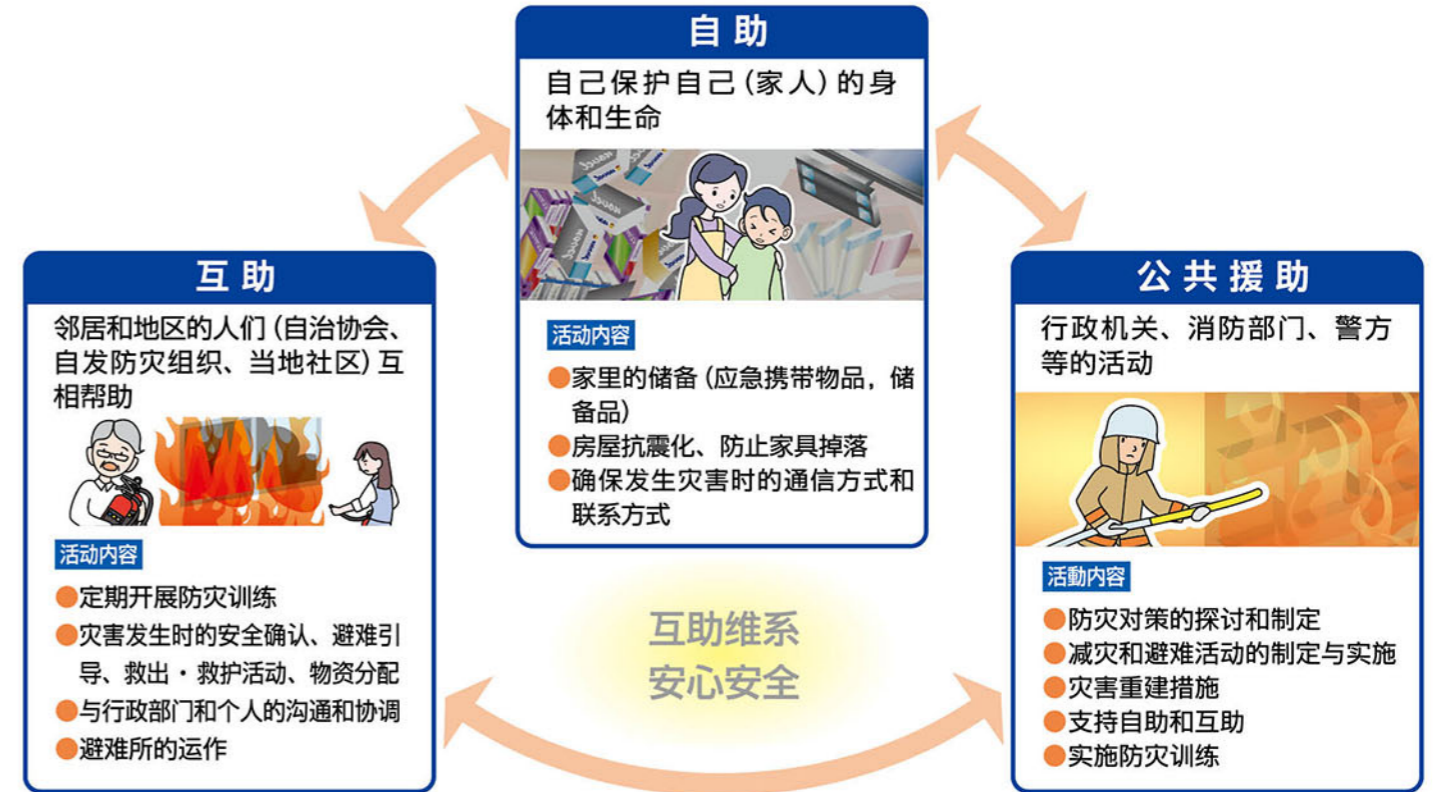 自助
自己保护自己(家人)的身
体和生命
活动内容
●家里的储备(应急携带物品，储
备品)
●房屋抗震化、防止家具掉落
●确保发生灾害时的通信方式和
联系方式
互助
邻居和地区的人们(自治协会、
自发防灾组织、当地社区)互
相帮助
活动内容
●定期开展防灾训练
●灾害发生时的安全确认、避难引
导、救出・救护活动、物资分配
●与行政部门和个人的沟通和协调
●避难所的运作
公共援助
行政机关、消防部门、警方
等的活动
活動内容
●防灾对策的探讨和制定
●减灾和避难活动的制定与实施
●灾害重建措施
●支持自助和互助
●实施防灾训练
互助维系
安心安全